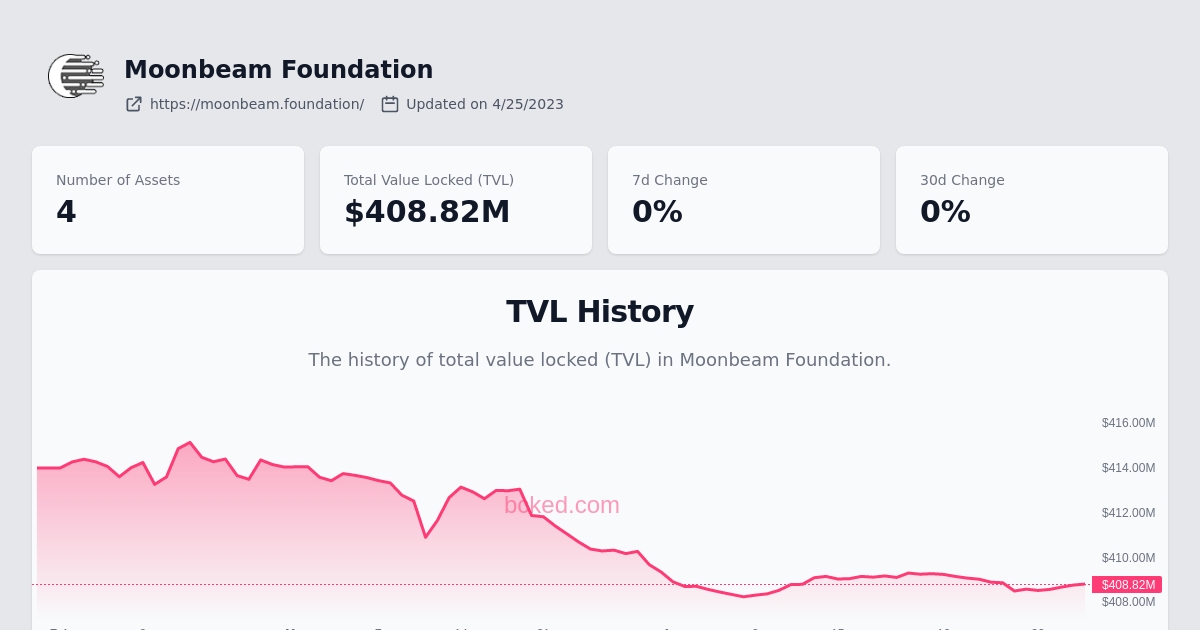 Moonbeam Foundation
https://moonbeam.foundation/ Updated on 4/25/2023
Number of Assets
4
Total Value Locked (TVL)
$408.82M
7d Change
0%
30d Change
0%
TVL History
The history of total value locked (TVL) in Moonbeam Foundation.
$416.00M
$414.00M
boked.com
$412.00M
$410.00M
$408.82M
$408.00M